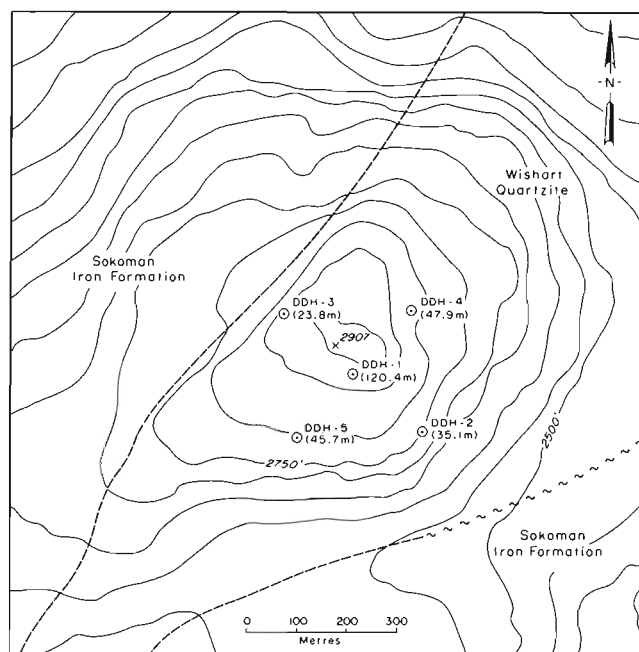 -N-
Wishart
Quartzite
Sokoman
Iron Formation
DDH-3
(23.8m)
DDH-4
(47.9m)
2907
DDH-1
(120.4m)
DDH-5
(45.7m)
DDH-2
(35.1m)
2750'
2500'
Sokoman
Iron Formation
0 100 200 300
Metres